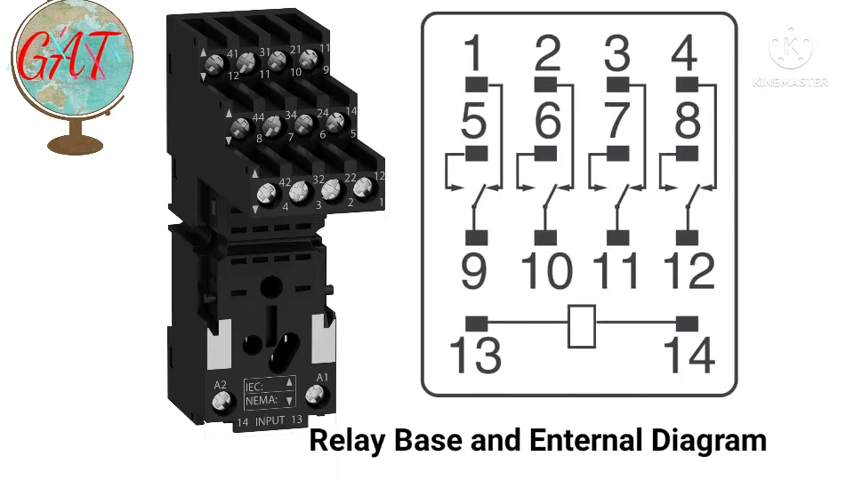 GAT
41 31 21 11
12 11 10 9
44 34 24 14
8 7 6 5
42 32 22 12
4 3 2 1
A2 A1
IEC:
NEMA:
14 INPUT 13
1 2 3 4
5 6 7 8
9 10 11 12
13 14
K
KINEMASTER
Relay Base and Enternal Diagram